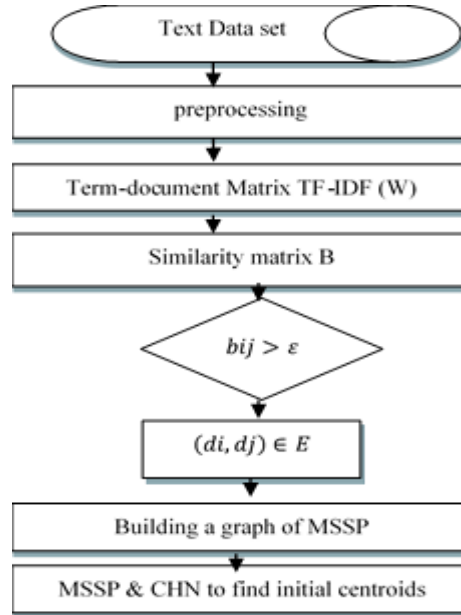 Text Data set
preprocessing
Term-document Matrix TF-IDF (W)
Similarity matrix B
bij > ε
(di, dj) ∈ E
Building a graph of MSSP
MSSP & CHN to find initial centroids